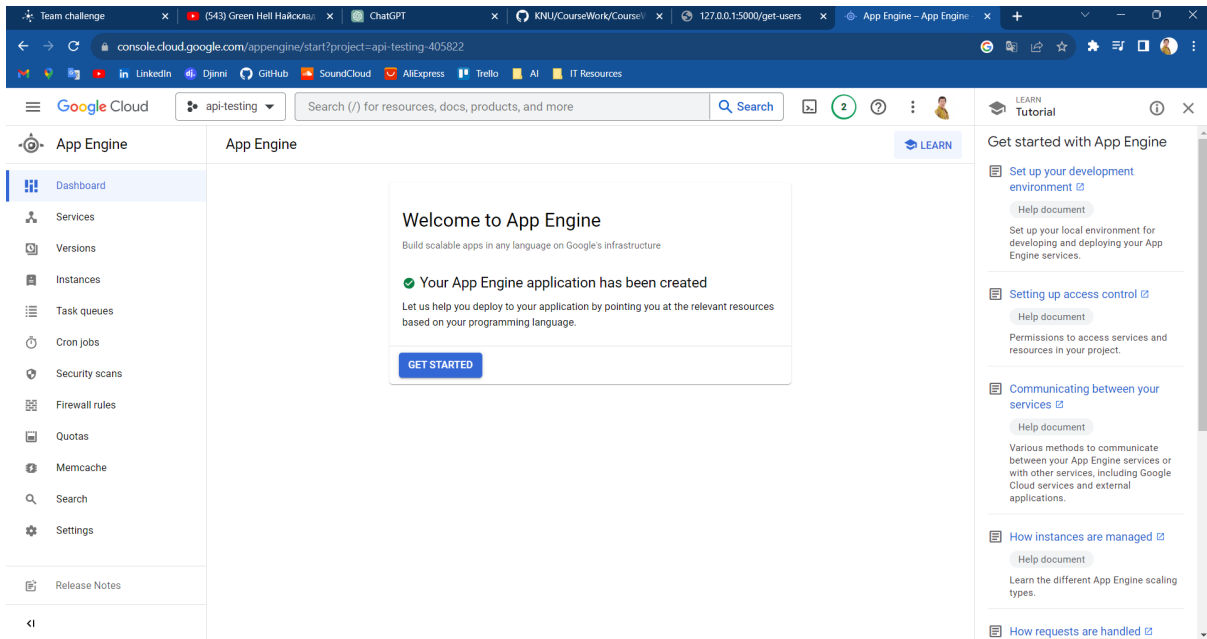 Team challenge
(543) Green Hell Найсклад
ChatGPT
KNU/CourseWork/CourseW
127.0.0.1:5000/get-users
App Engine – App Engine -
console.cloud.google.com/appengine/start?project=api-testing-405822
LinkedIn
Djinni
GitHub
SoundCloud
AliExpress
Trello
AI
IT Resources
Google Cloud
api-testing
Search (/) for resources, docs, products, and more
Search
2
LEARN
Tutorial
App Engine
App Engine
LEARN
Get started with App Engine
Dashboard
Services
Versions
Instances
Task queues
Cron jobs
Security scans
Firewall rules
Quotas
Memcache
Search
Settings
Release Notes
Welcome to App Engine
Build scalable apps in any language on Google's infrastructure
Your App Engine application has been created
Let us help you deploy to your application by pointing you at the relevant resources
based on your programming language.
GET STARTED
Set up your development
environment
Help document
Set up your local environment for
developing and deploying your App
Engine services.
Setting up access control
Help document
Permissions to access services and
resources in your project.
Communicating between your
services
Help document
Various methods to communicate
between your App Engine services or
with other services, including Google
Cloud services and external
applications.
How instances are managed
Help document
Learn the different App Engine scaling
types.
How requests are handled